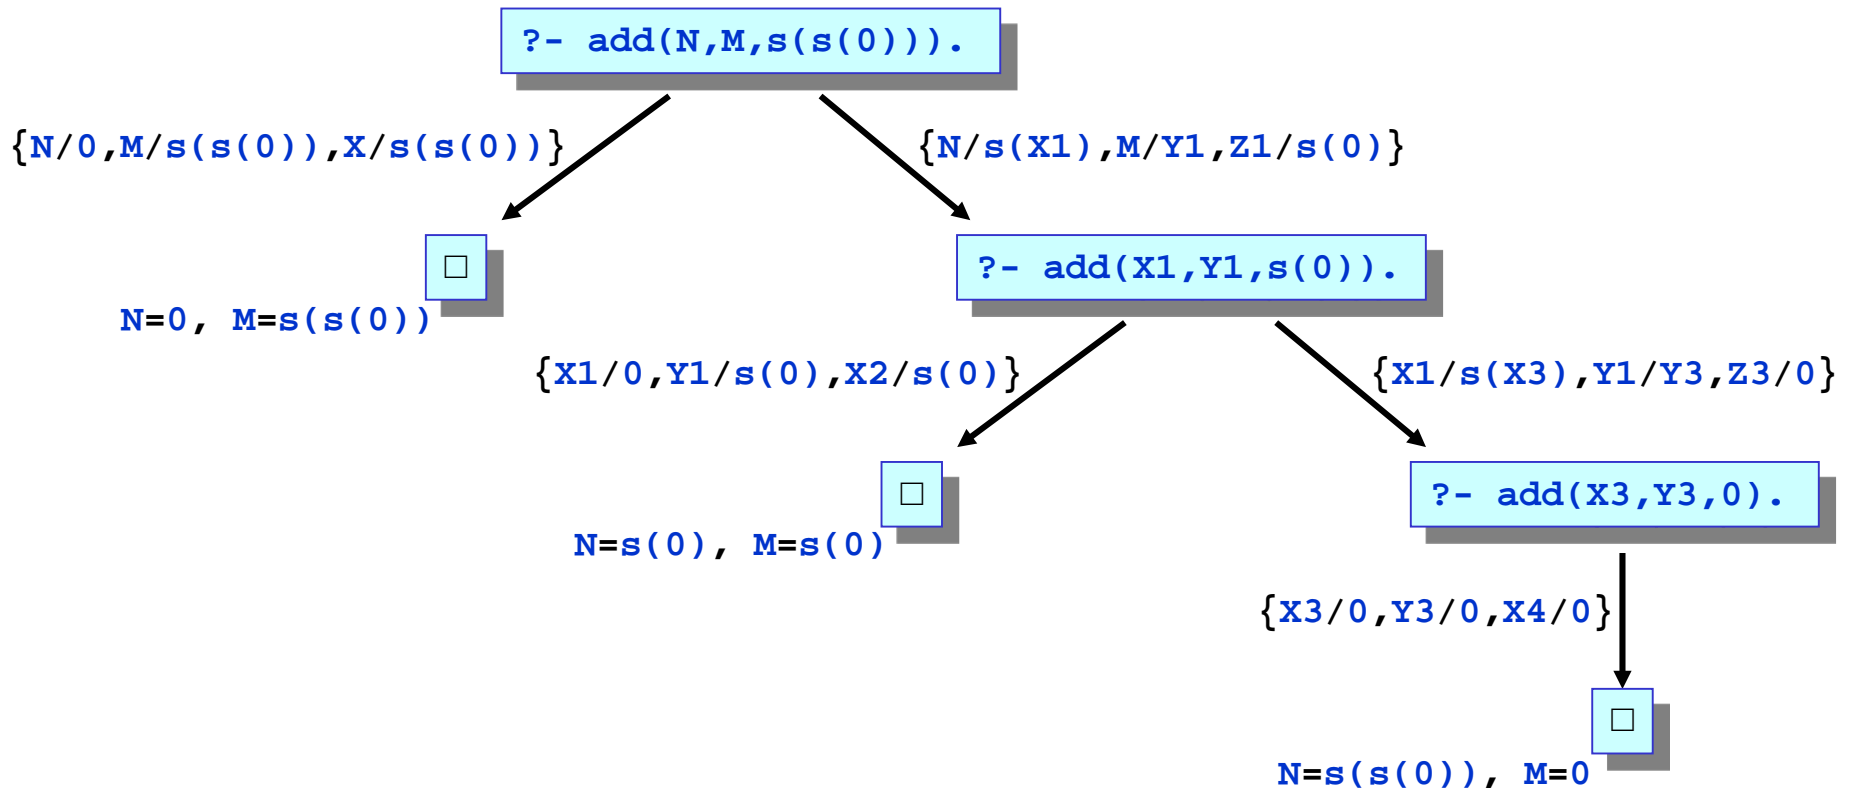 ?- add(N,M,s(s(0))).
{N/0,M/s(s(0)),X/s(s(0))}
{N/s(X1),M/Y1,Z1/s(0)}
□
?- add(X1,Y1,s(0)).
N=0, M=s(s(0))
{X1/0,Y1/s(0),X2/s(0)}
{X1/s(X3),Y1/Y3,Z3/0}
□
?- add(X3,Y3,0).
N=s(0), M=s(0)
{X3/0,Y3/0,X4/0}
□
N=s(s(0)), M=0